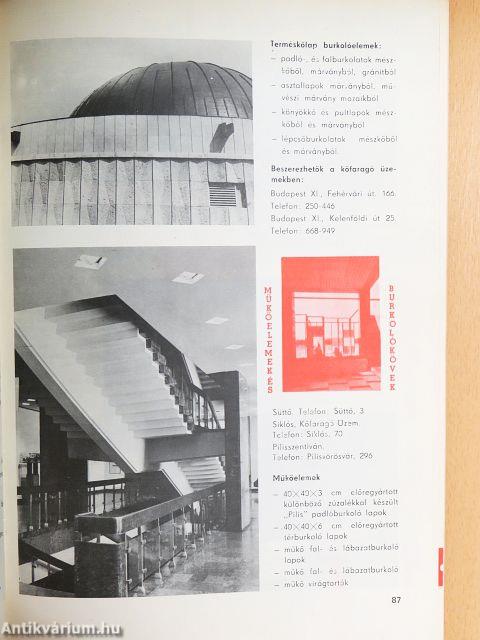 Terméskőlap burkolóelemek:
— padló-, és falburkolatok mész-
kőből, márványból, gránitból
— asztallapok márványból, mű-
vészi márvány mozaikból
— könyöklő és pultlapok mész-
kőből és márványból
— lépcsőburkolatok mészkőből
és márványból.
Beszerezhetők a kőfaragó üze-
mekben:
Budapest XI., Fehérvári út. 166.
Telefon: 250-446
Budapest XI., Kelenföldi út 25.
Telefon: 668-949
MŰKŐELEMEK ÉS
BURKOLÓKÖVEK
Süttő. Telefon: Süttő, 3
Siklós, Kőfaragó Üzem.
Telefon: Siklós, 70
Pilisszentiván.
Telefon: Pilisvörösvár, 296
Műkőelemek
— 40×40×3 cm előregyártott
különböző zúzalékkal készült
„Pilis" padlóburkoló lapok
— 40×40×6 cm előregyártott
térburkoló lapok
— műkő fal- és lábazatburkoló
lapok
— műkő fal- és lábazatburkoló
— műkő virágtartók
87
Antikvárium.hu